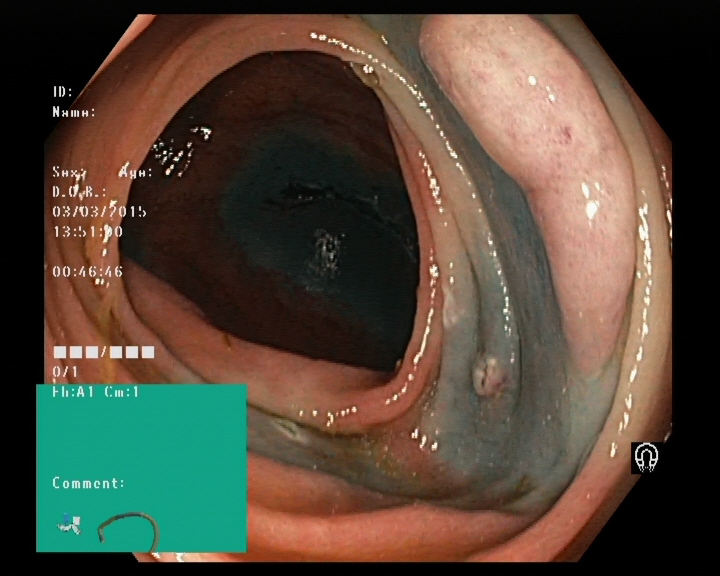 ID:
Name:
Sex: Age:
D.O.B.:
03/03/2015
13:51:00
00:46:46
■■■/■■■
0/1
Eh:A1 Cm:1
Comment: